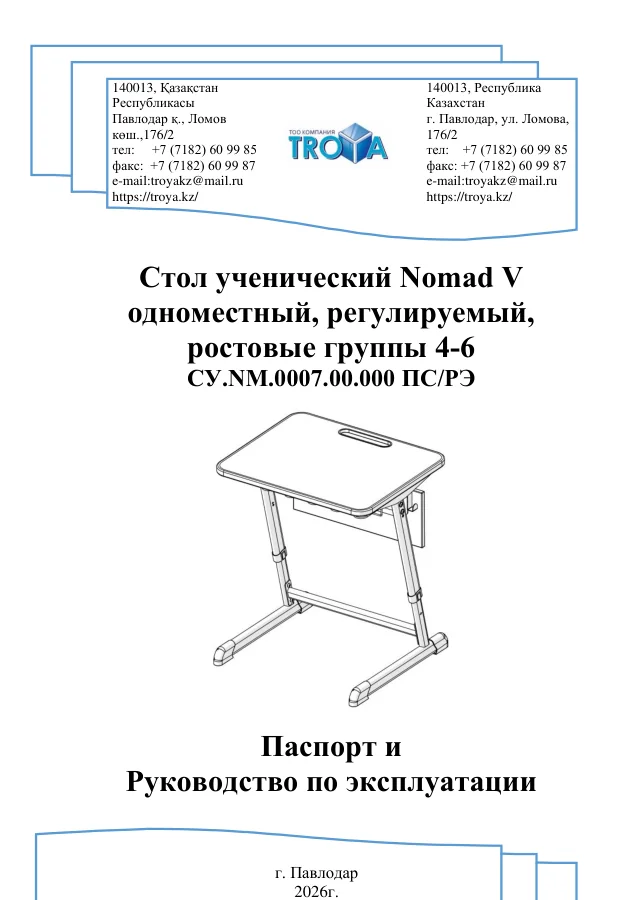 140013, Қазақстан
Республикасы
Павлодар қ., Ломов
көш.,176/2
тел: +7 (7182) 60 99 85
факс: +7 (7182) 60 99 87
e-mail:troyakz@mail.ru
https://troya.kz/
ТОО КОМПАНИЯ
TROYA
140013, Республика
Казахстан
г. Павлодар, ул. Ломова,
176/2
тел: +7 (7182) 60 99 85
факс: +7 (7182) 60 99 87
e-mail:troyakz@mail.ru
https://troya.kz/
Стол ученический Nomad V
одноместный, регулируемый,
ростовые группы 4-6
СУ.NM.0007.00.000 ПС/РЭ
Паспорт и
Руководство по эксплуатации
г. Павлодар
2026г.